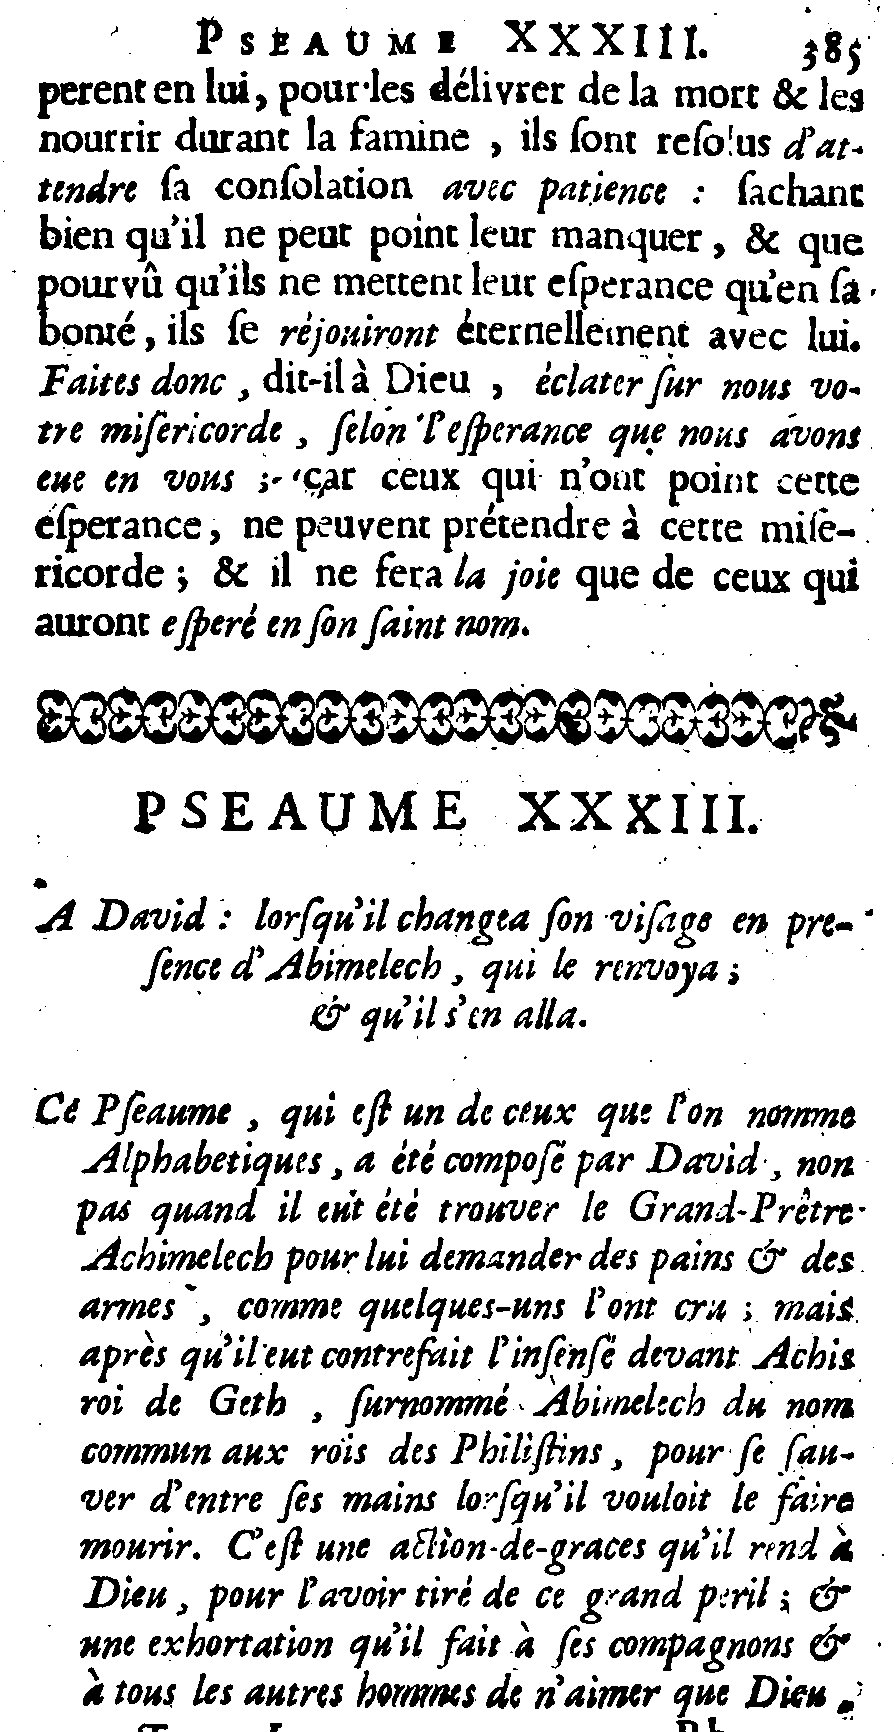 PSEAUME XXXIII. 385
perent en lui, pour les délivrer de la mort & les
nourrir durant la famine, ils ſont reſolus d'at-
tendre ſa conſolation avec patience : ſachant
bien qu'il ne peut point leur manquer, & que
pourvû qu'ils ne mettent leur eſperance qu'en ſa
bonté, ils ſe réjouiront éternellement avec lui.
Faites donc, dit-il à Dieu, éclater ſur nous vo-
tre miſericorde, ſelon l'eſperance que nous avons
eue en vous ; car ceux qui n'ont point cette
eſperance, ne peuvent prétendre à cette miſe-
ricorde ; & il ne fera la joie que de ceux qui
auront eſperé en ſon ſaint nom.
PSEAUME XXXIII.
A David : lorſqu'il changea ſon viſage en pre-
ſence d'Abimelech, qui le renvoya ;
& qu'il s'en alla.
Ce Pſeaume, qui eſt un de ceux que l'on nomme
Alphabetiques, a été compoſé par David, non
pas quand il eût été trouver le Grand-Prêtre
Achimelech pour lui demander des pains & des
armes, comme quelques-uns l'ont cru ; mais
après qu'il eut contrefait l'inſenſé devant Achis
roi de Geth, ſurnommé Abimelech du nom
commun aux rois des Philiſtins, pour ſe ſau-
ver d'entre ſes mains lorſqu'il vouloit le faire
mourir. C'eſt une action-de-graces qu'il rend à
Dieu, pour l'avoir tiré de ce grand peril ; &
une exhortation qu'il fait à ſes compagnons &
à tous les autres hommes de n'aimer que Dieu,